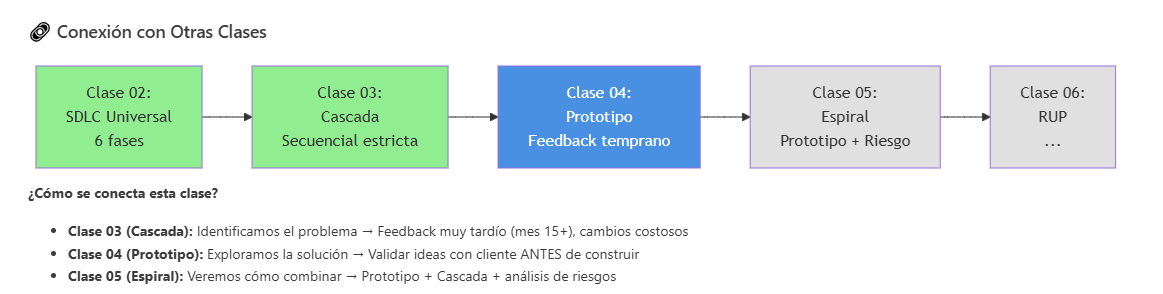 Conexión con Otras Clases
Clase 02:
SDLC Universal
6 fases
Clase 03:
Cascada
Secuencial estricta
Clase 04:
Prototipo
Feedback temprano
Clase 05:
Espiral
Prototipo + Riesgo
Clase 06:
RUP
...
¿Cómo se conecta esta clase?
• Clase 03 (Cascada): Identificamos el problema → Feedback muy tardío (mes 15+), cambios costosos
• Clase 04 (Prototipo): Exploramos la solución → Validar ideas con cliente ANTES de construir
• Clase 05 (Espiral): Veremos cómo combinar → Prototipo + Cascada + análisis de riesgos